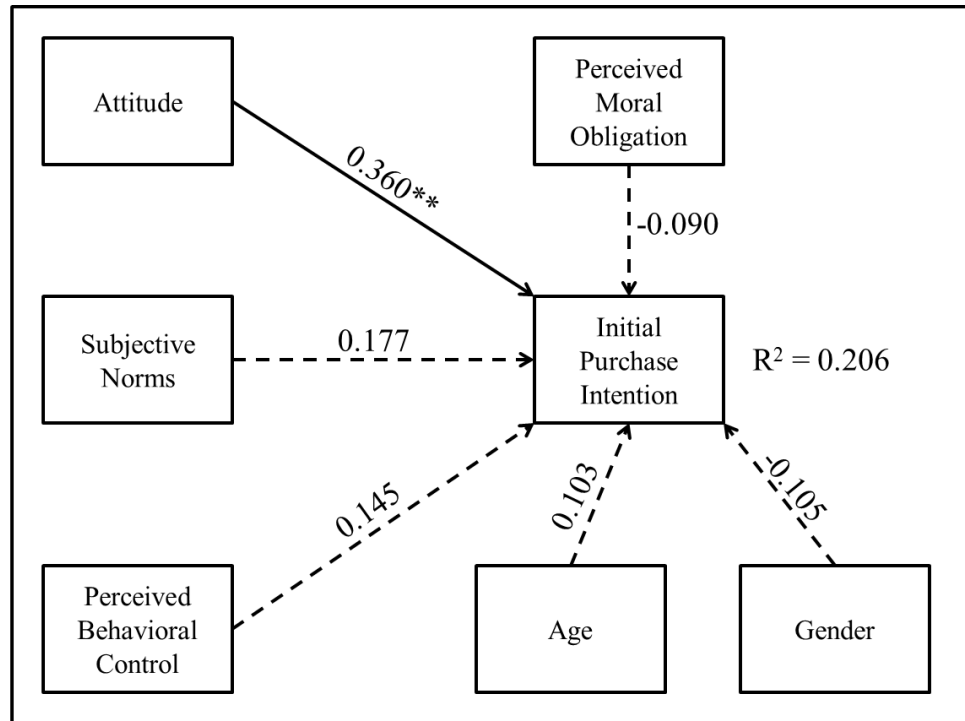 Attitude
Perceived
Moral
Obligation
0.360**
-0.090
Subjective
Norms
0.177
Initial
Purchase
Intention
R² = 0.206
0.145
0.103
-0.105
Perceived
Behavioral
Control
Age
Gender